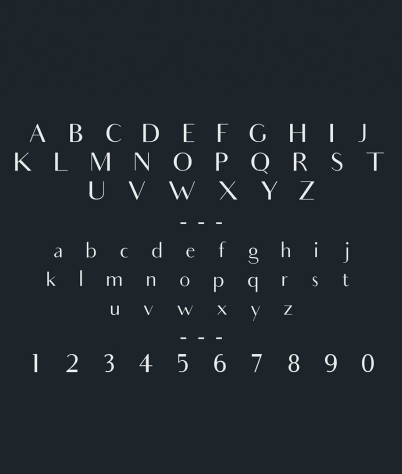 A B C D E F G H I J
K L M N O P Q R S T
U V W X Y Z
- - -
a b c d e f g h i j
k l m n o p q r s t
u v w x y z
- - -
1 2 3 4 5 6 7 8 9 0